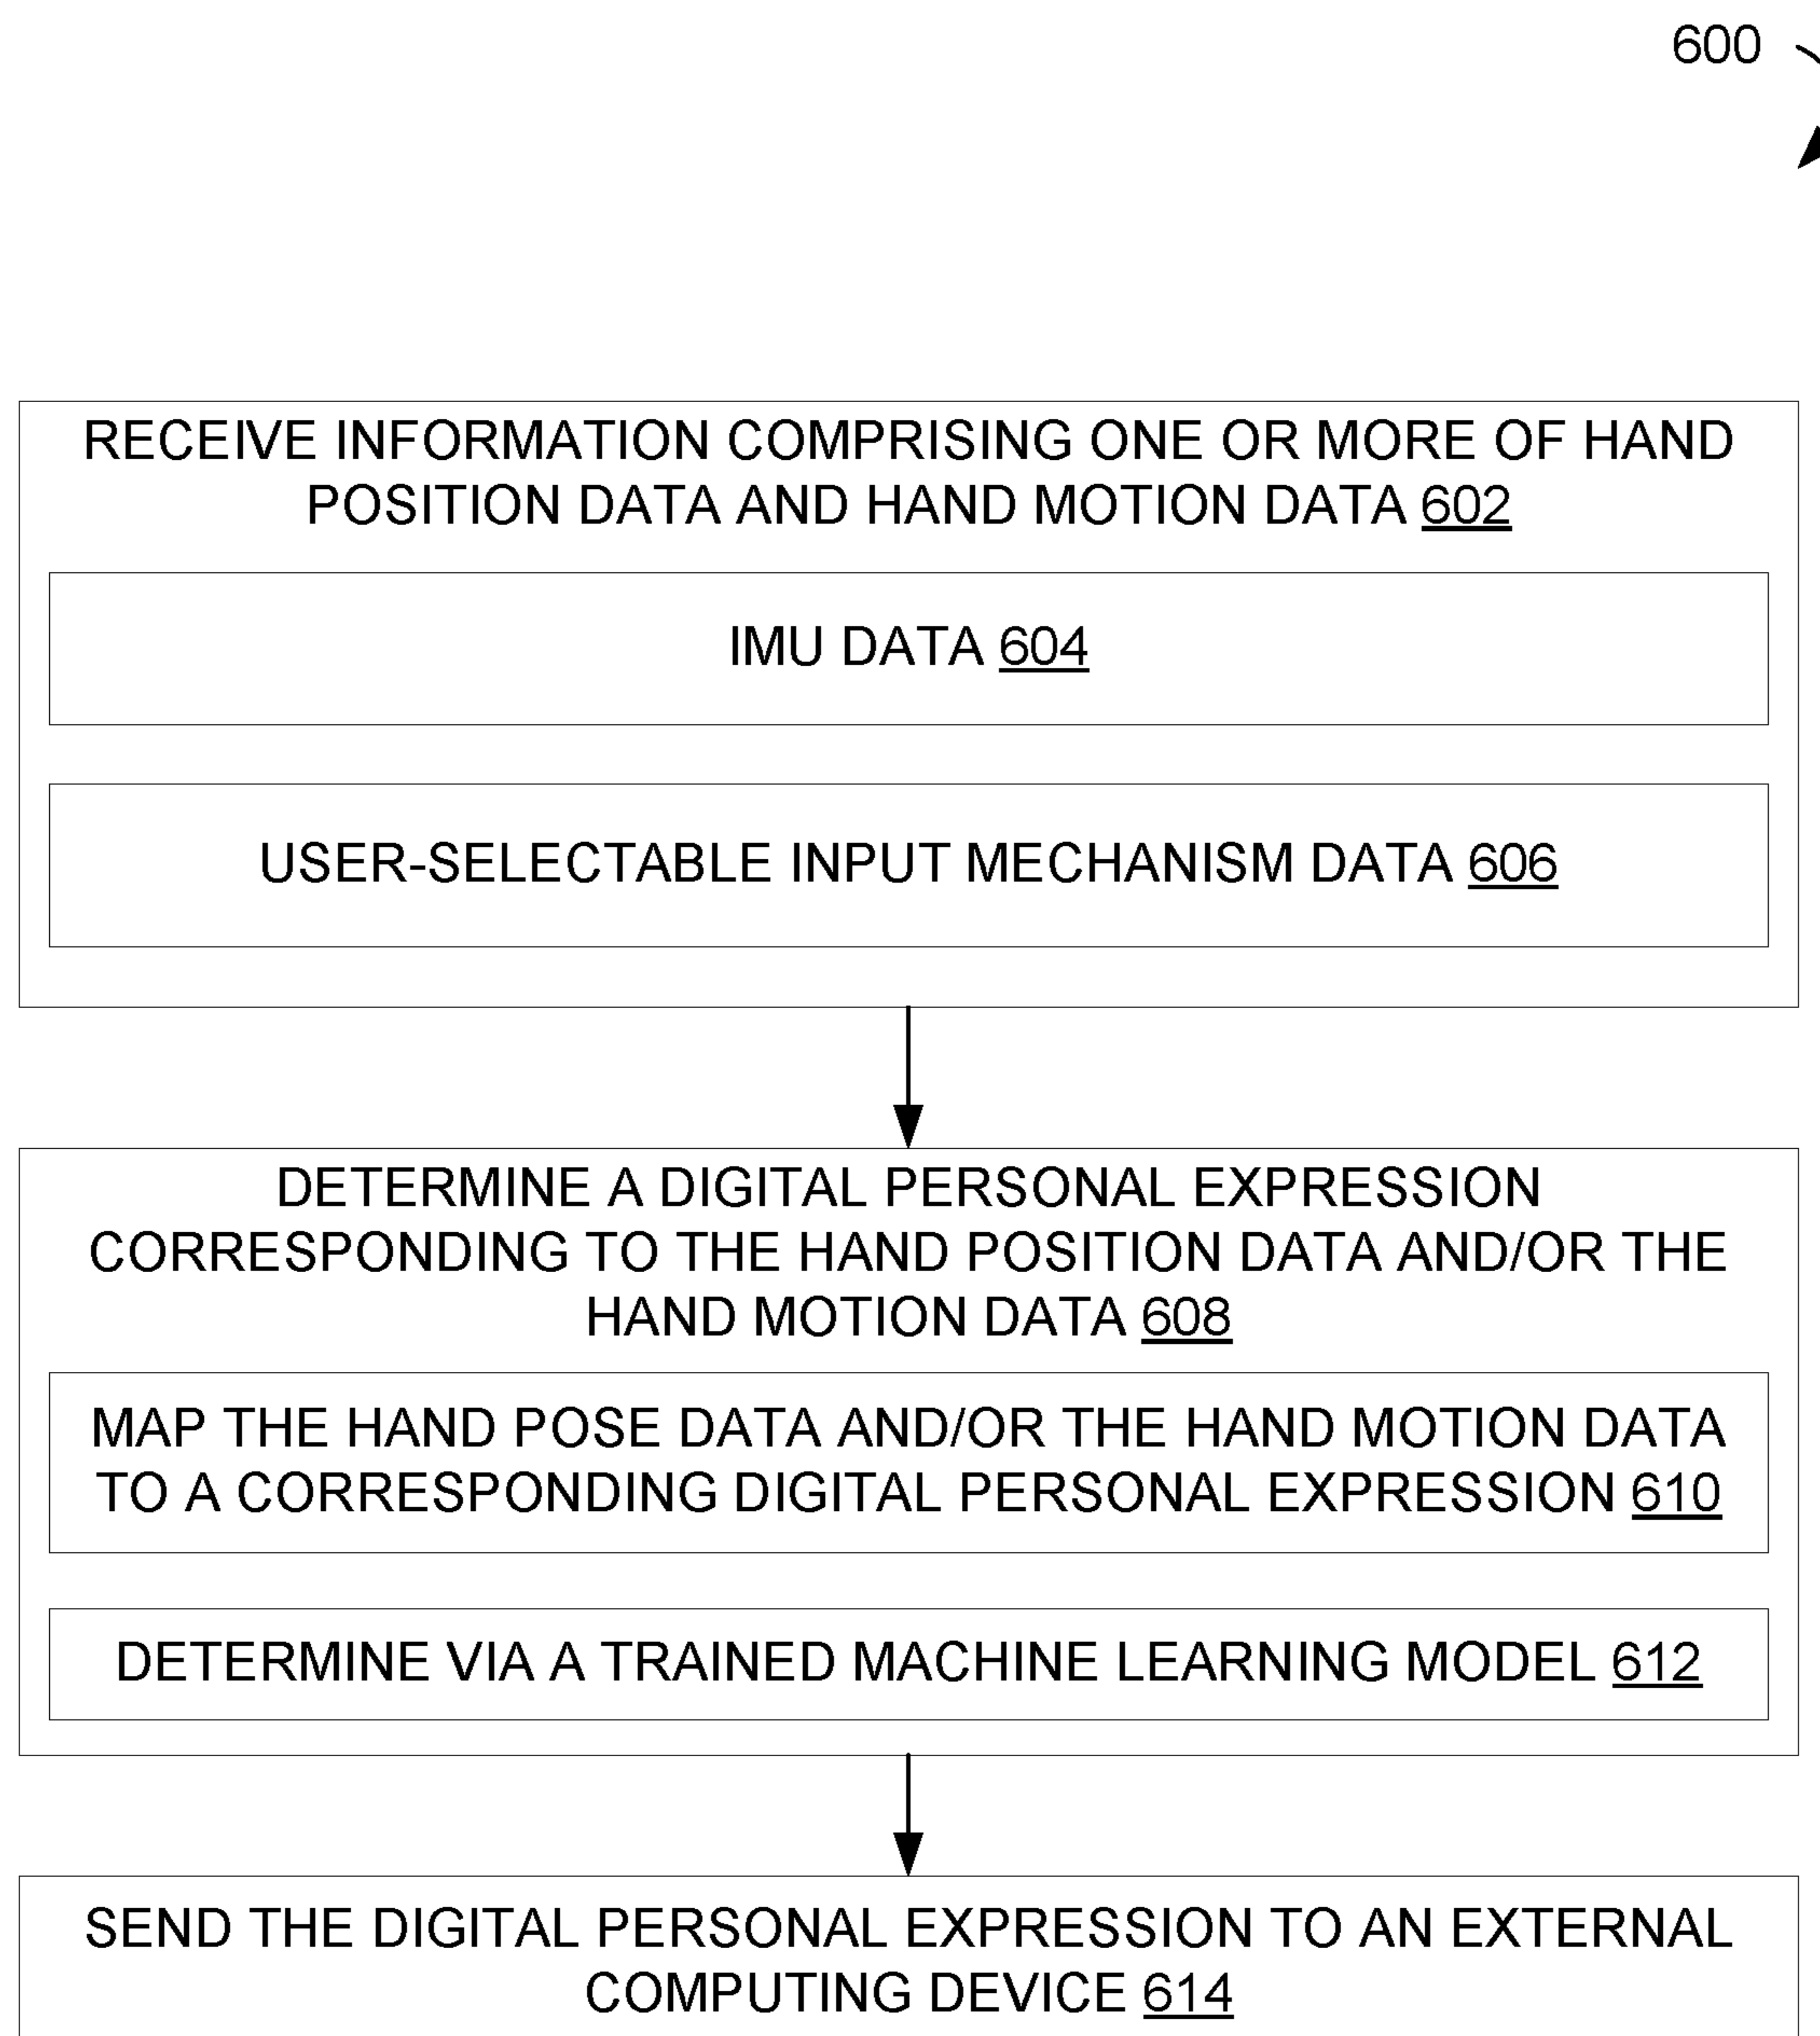 600
RECEIVE INFORMATION COMPRISING ONE OR MORE OF HAND
POSITION DATA AND HAND MOTION DATA 602
IMU DATA 604
USER-SELECTABLE INPUT MECHANISM DATA 606
DETERMINE A DIGITAL PERSONAL EXPRESSION
CORRESPONDING TO THE HAND POSITION DATA AND/OR THE
HAND MOTION DATA 608
MAP THE HAND POSE DATA AND/OR THE HAND MOTION DATA
TO A CORRESPONDING DIGITAL PERSONAL EXPRESSION 610
DETERMINE VIA A TRAINED MACHINE LEARNING MODEL 612
SEND THE DIGITAL PERSONAL EXPRESSION TO AN EXTERNAL
COMPUTING DEVICE 614